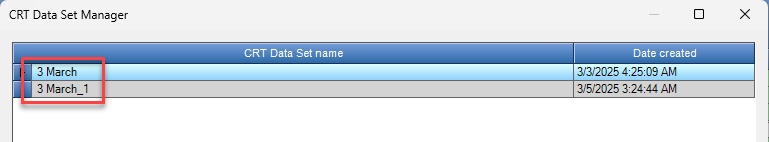 CRT Data Set Manager
CRT Data Set name Date created
3 March 3/3/2025 4:25:09 AM
3 March_1 3/5/2025 3:24:44 AM